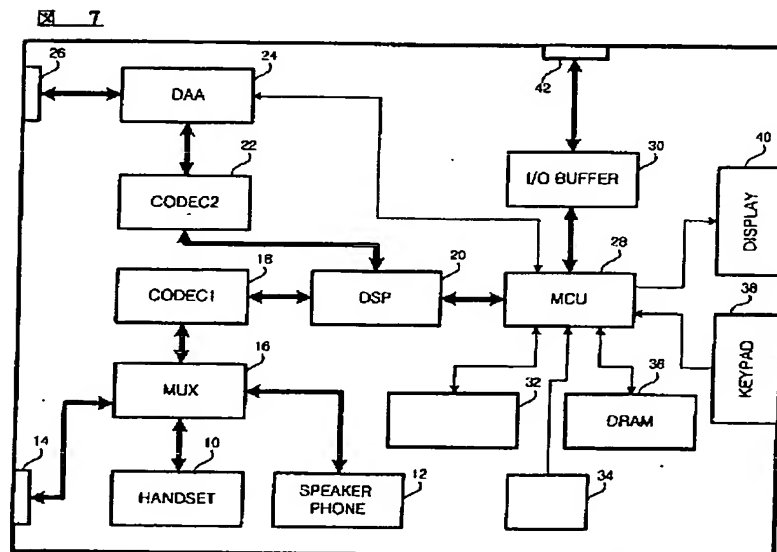 図 7
26
24
DAA
42
22
CODEC2
30
I/O BUFFER
40
DISPLAY
18
CODEC1
20
DSP
28
MCU
38
KEYPAD
16
MUX
32
36
DRAM
14
10
HANDSET
SPEAKER
PHONE
12
34